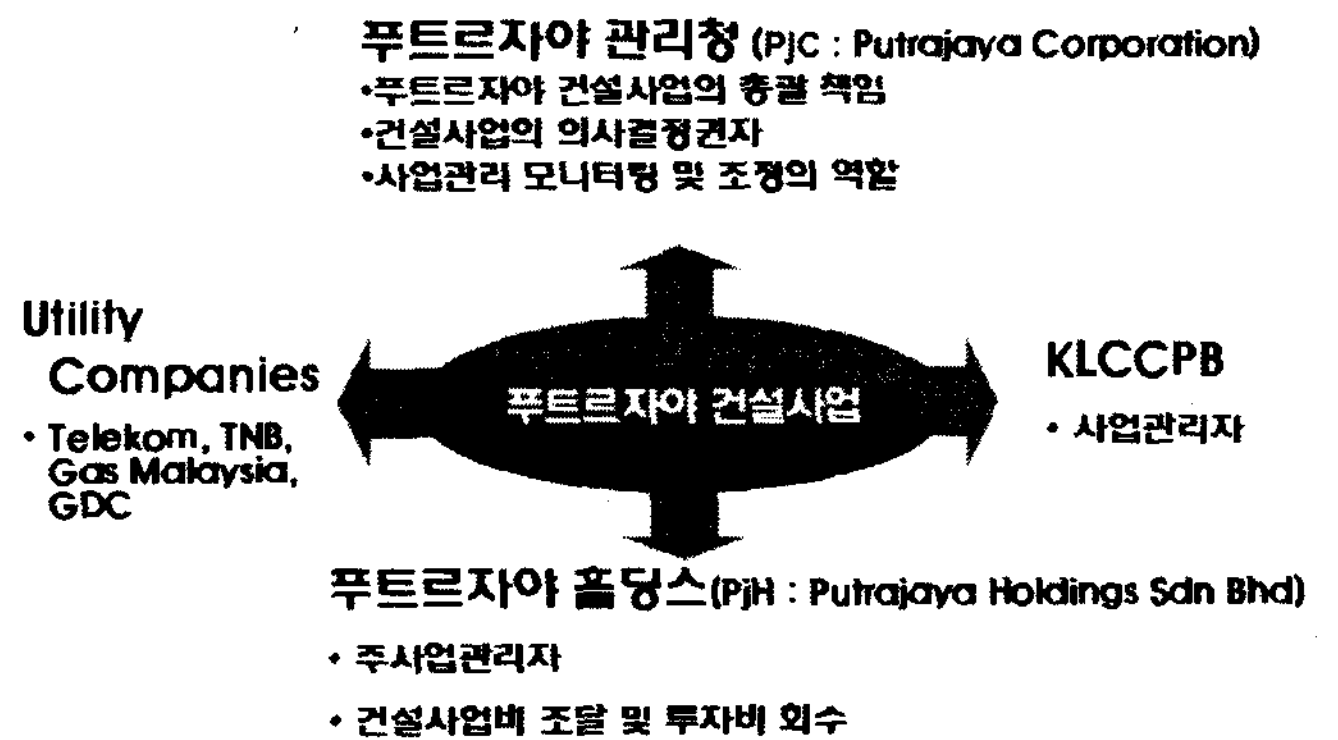 푸트르자야 관리청 (PjC : Putrajaya Corporation)
•푸트르자야 건설사업의 총괄 책임
•건설사업의 의사결정권자
•사업관리 모니터링 및 조정의 역할
Utility
Companies
• Telekom, TNB,
Gas Malaysia,
GDC
푸트르자야 건설사업
KLCCPB
• 사업관리자
푸트르자야 홀딩스(PjH : Putrajaya Holdings Sdn Bhd)
• 주사업관리자
• 건설사업비 조달 및 투자비 회수